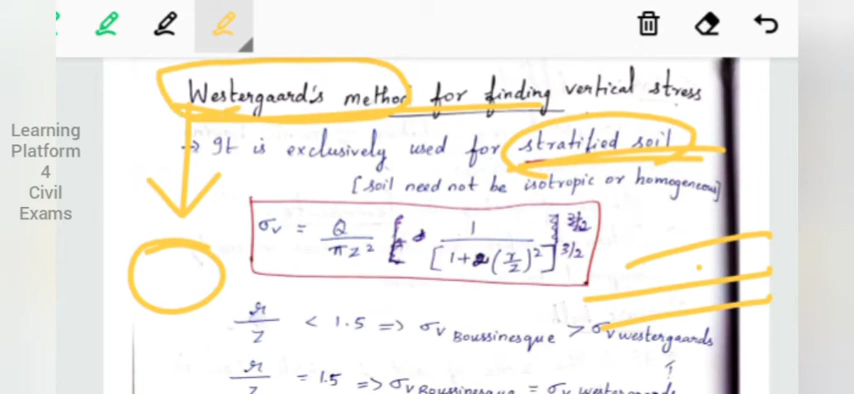 Learning
Platform
4
Civil
Exams
Westergaard's method for finding vertical stress
→ It is exclusively used for stratified soil
[soil need not be isotropic or homogeneous]
σv = Q/πz² [ 1/[1+2(r/z)²]3/2 ]3/2
r/z < 1.5 => σv Boussinesque > σv westergaards
r/z = 1.5 => σv Boussinesque = σv westergaards